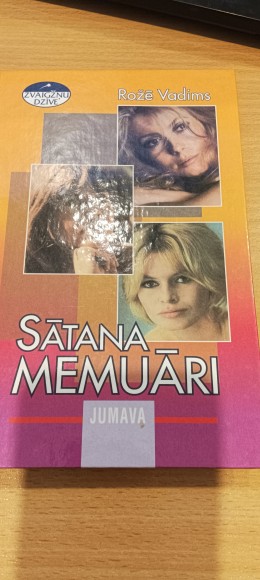 ZVAIGŽŅU
DZĪVE
Rožē Vadims
SĀTANA
MEMUĀRI
JUMAVA